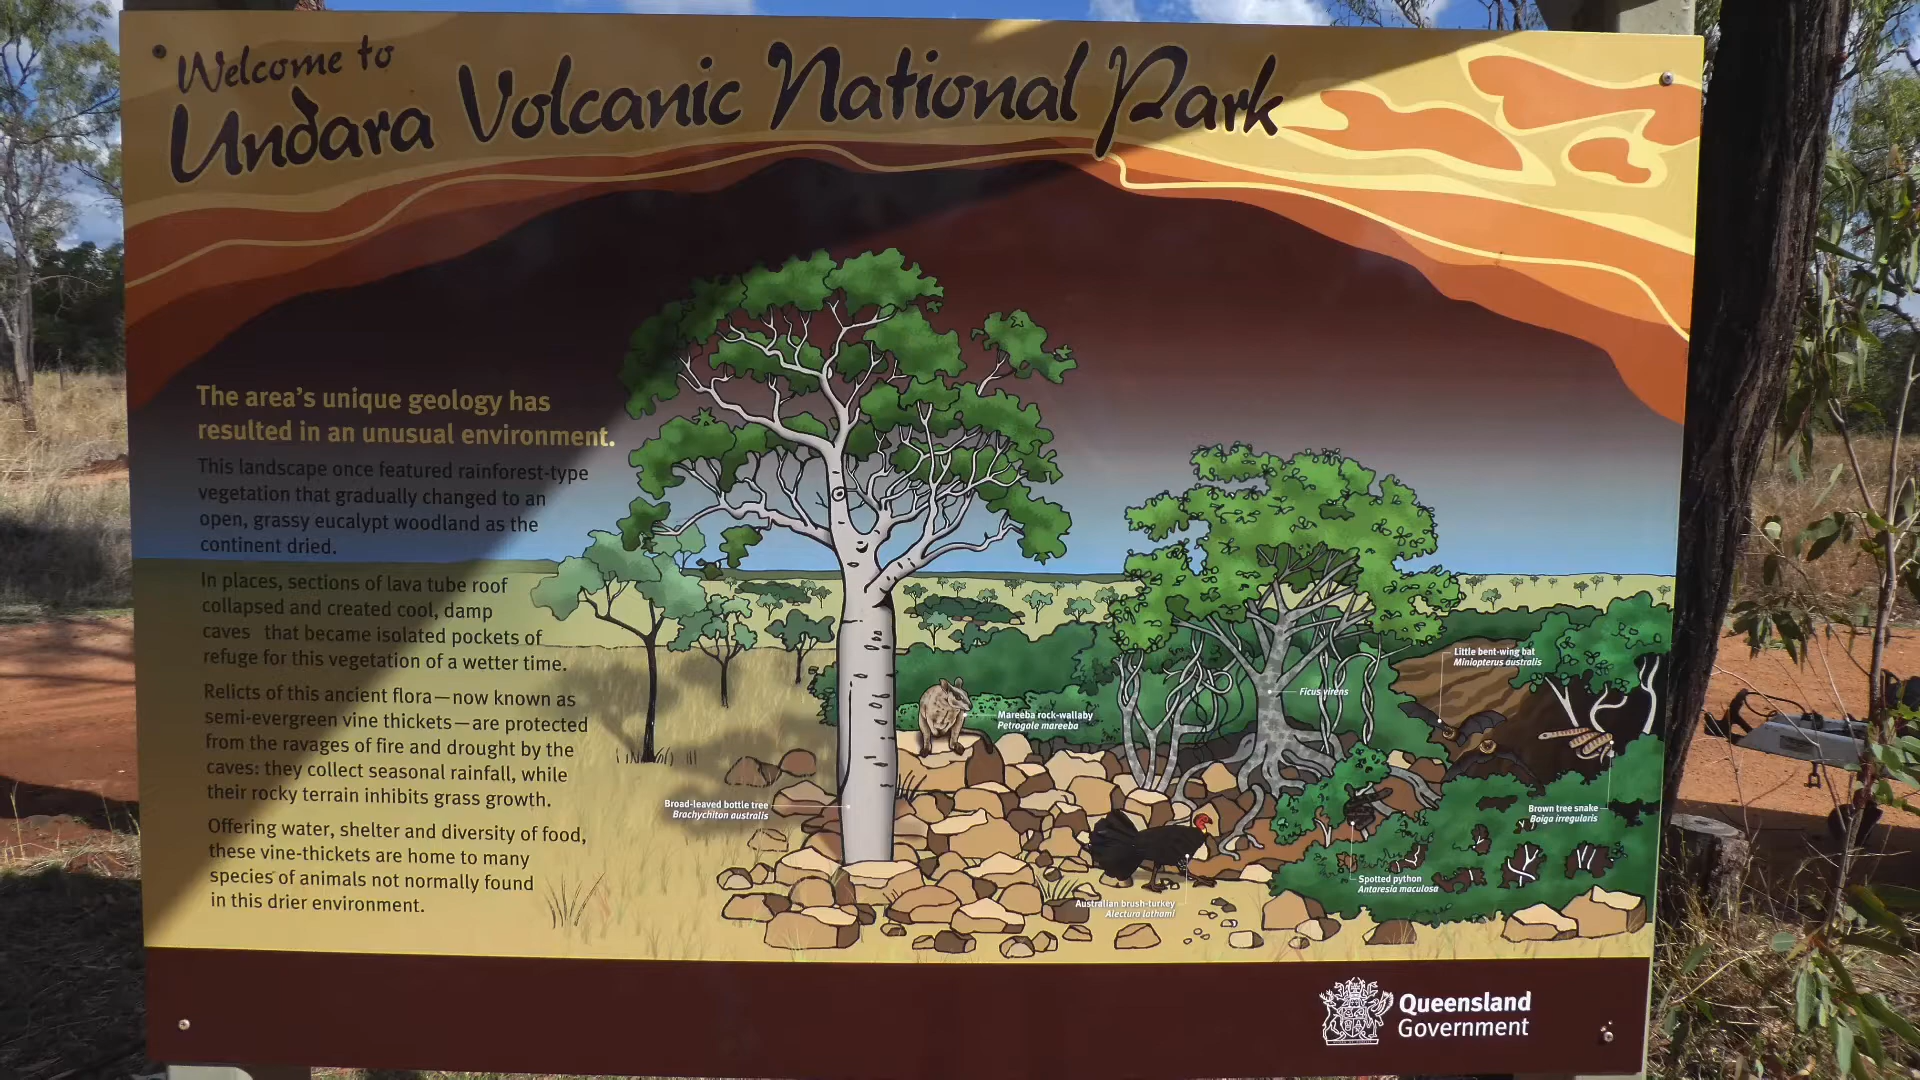 Welcome to
Undara Volcanic National Park
The area's unique geology has
resulted in an unusual environment.
This landscape once featured rainforest-type
vegetation that gradually changed to an
open, grassy eucalypt woodland as the
continent dried.
In places, sections of lava tube roof
collapsed and created cool, damp
caves that became isolated pockets of
refuge for this vegetation of a wetter time.
Relicts of this ancient flora—now known as
semi-evergreen vine thickets—are protected
from the ravages of fire and drought by the
caves: they collect seasonal rainfall, while
their rocky terrain inhibits grass growth.
Offering water, shelter and diversity of food,
these vine-thickets are home to many
species of animals not normally found
in this drier environment.
Broad-leaved bottle tree
Brachychiton australis
Mareeba rock-wallaby
Petrogale mareeba
Ficus virens
Little bent-wing bat
Miniopterus australis
Brown tree snake
Boiga irregularis
Spotted python
Antaresia maculosa
Australian brush-turkey
Alectura lathami
Queensland
Government